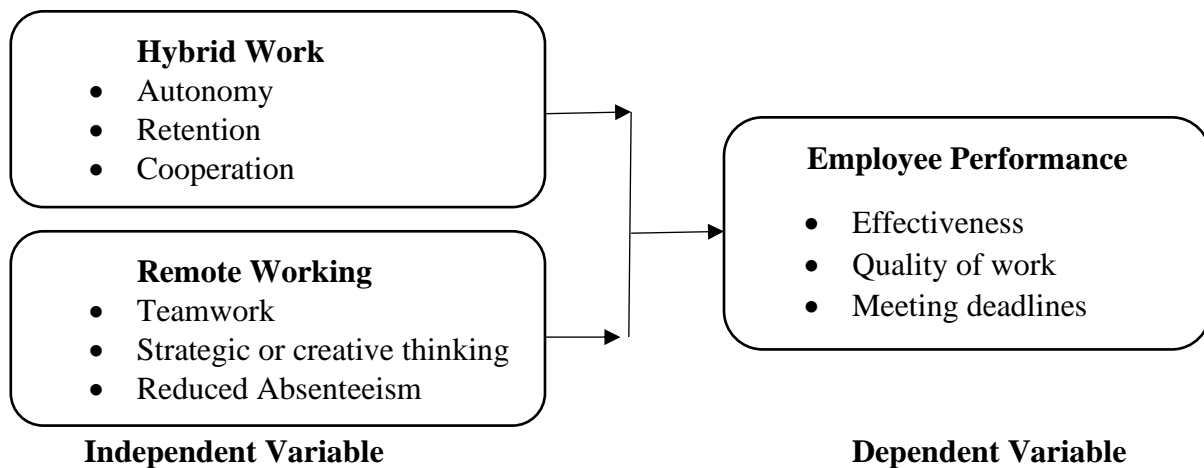 Hybrid Work
• Autonomy
• Retention
• Cooperation
Remote Working
• Teamwork
• Strategic or creative thinking
• Reduced Absenteeism
Independent Variable
Employee Performance
• Effectiveness
• Quality of work
• Meeting deadlines
Dependent Variable